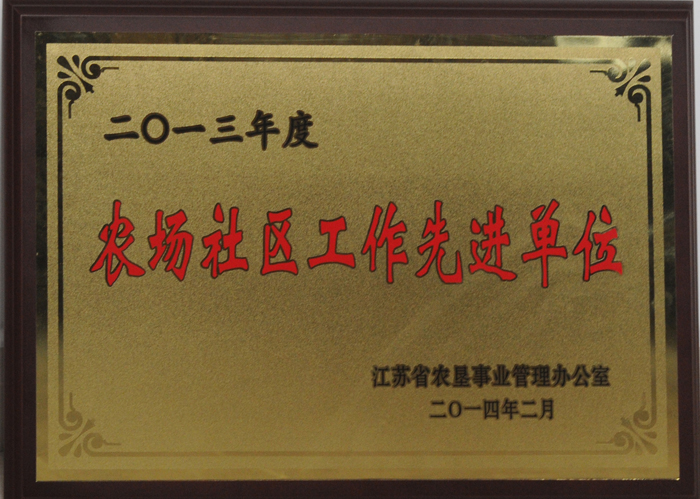 二〇一三年度
农场社区工作先进单位
江苏省农垦事业管理办公室
二〇一四年二月